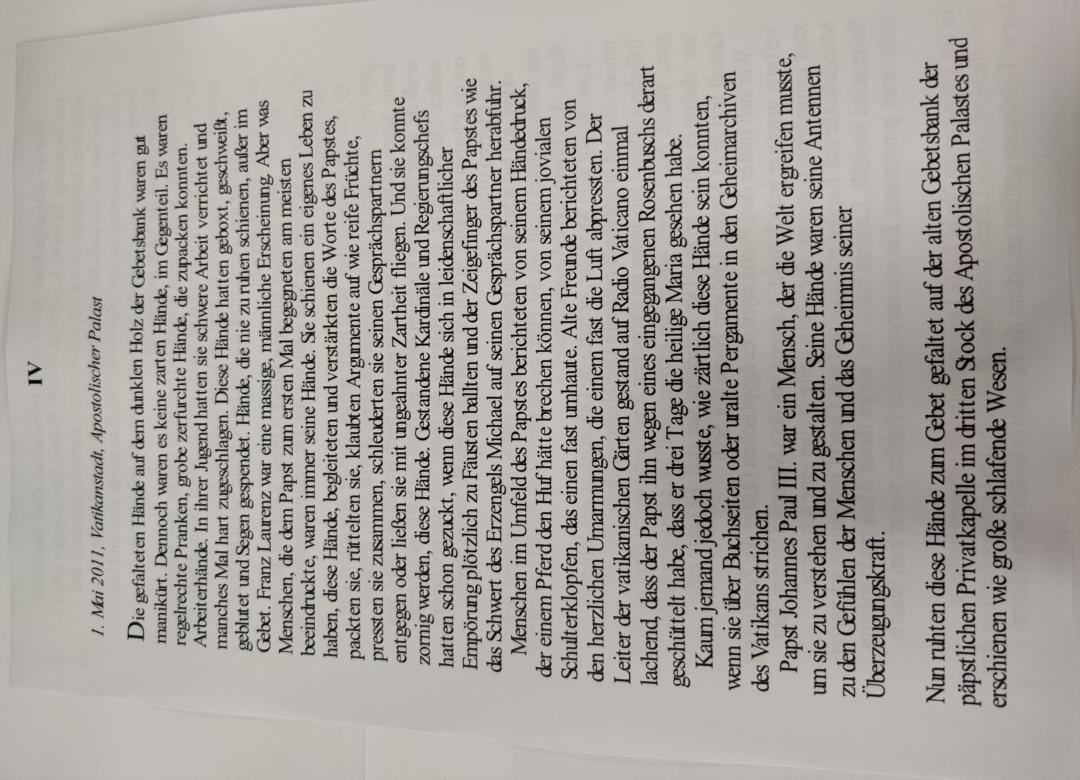 IV
1. Mai 2011, Vatikanstadt, Apostolischer Palast
Die gefalteten Hände auf dem dunklen Holz der Gebetsbank waren gut
manikürt. Dennoch waren es keine zarten Hände, im Gegenteil. Es waren
regelrechte Pranken, grobe zerfurchte Hände, die zupacken konnten.
Arbeiterhände. In ihrer Jugend hatten sie schwere Arbeit verrichtet und
manches Mal hart zugeschlagen. Diese Hände hatten geboxt, geschweißt,
geblutet und Segen gespendet. Hände, die nie zu ruhen schienen, außer im
Gebet. Franz Laurenz war eine massige, männliche Erscheinung. Aber was
Menschen, die dem Papst zum ersten Mal begegneten am meisten
beeindruckte, waren immer seine Hände. Sie schienen ein eigenes Leben zu
haben, diese Hände, begleiteten und verstärkten die Worte des Papstes,
packten sie, rüttelten sie, klaubten Argumente auf wie reife Früchte,
pressten sie zusammen, schleuderten sie seinen Gesprächspartnern
entgegen oder ließen sie mit ungeahnter Zartheit fliegen. Und sie konnte
zornig werden, diese Hände. Gestandene Kardinäle und Regierungschefs
hatten schon gezuckt, wenn diese Hände sich in leidenschaftlicher
Empörung plötzlich zu Fäusten ballten und der Zeigefinger des Papstes wie
das Schwert des Erzengels Michael auf seinen Gesprächspartner herabfuhr.
Menschen im Umfeld des Papstes berichteten von seinem Händedruck,
der einem Pferd den Huf hätte brechen können, von seinem jovialen
Schulterklopfen, das einen fast umhaute. Alte Freunde berichteten von
den herzlichen Umarmungen, die einem fast die Luft abpressten. Der
Leiter der vatikanischen Gärten gestand auf Radio Vaticano einmal
lachend, dass der Papst ihn wegen eines eingegangenen Rosenbuschs derart
geschüttelt habe, dass er drei Tage die heilige Maria gesehen habe.
Kaum jemand jedoch wusste, wie zärtlich diese Hände sein konnten,
wenn sie über Buchseiten oder uralte Pergamente in den Geheimarchiven
des Vatikans strichen.
Papst Johannes Paul III. war ein Mensch, der die Welt ergreifen musste,
um sie zu verstehen und zu gestalten. Seine Hände waren seine Antennen
zu den Gefühlen der Menschen und das Geheimnis seiner
Überzeugungskraft.
Nun ruhten diese Hände zum Gebet gefaltet auf der alten Gebetsbank der
päpstlichen Privatkapelle im dritten Stock des Apostolischen Palastes und
erschienen wie große schlafende Wesen.